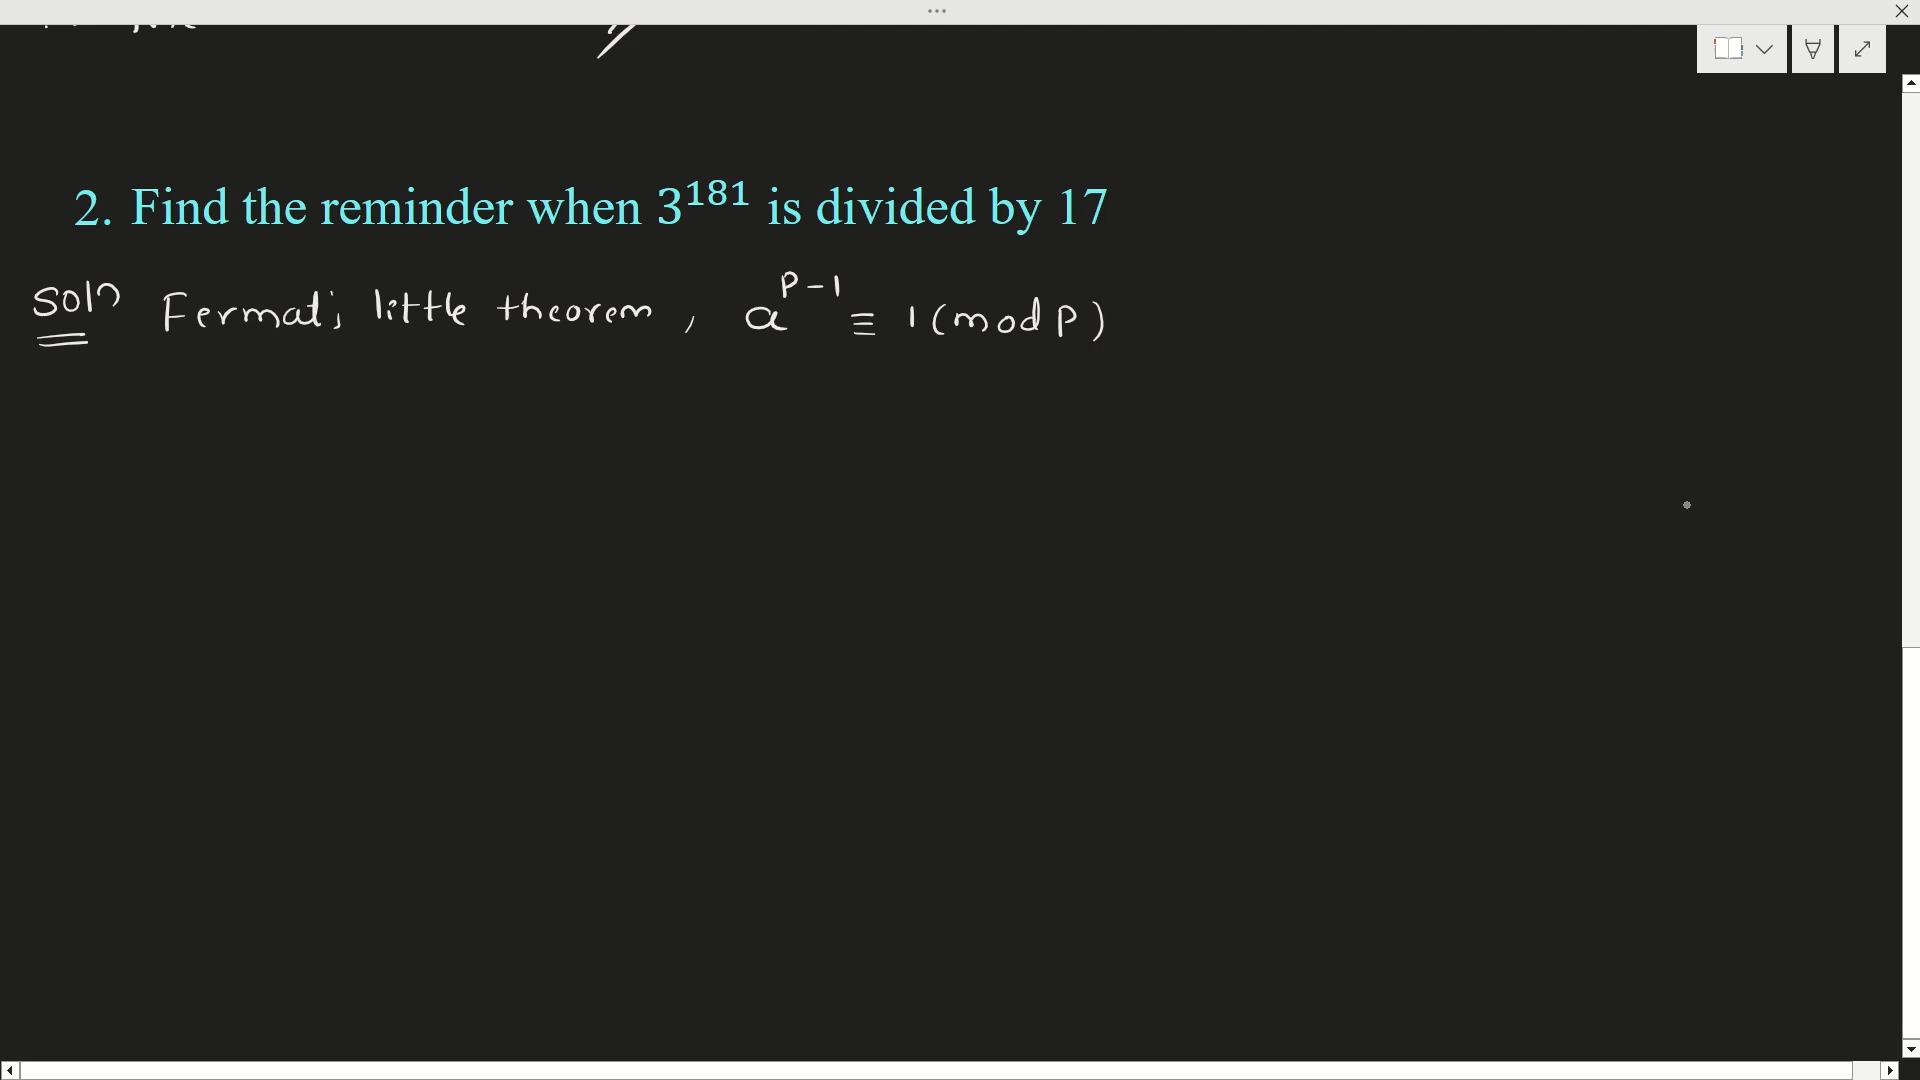 2. Find the reminder when 3^181 is divided by 17
Soln Fermat's little theorem, a^p-1 ≡ 1 (mod p)